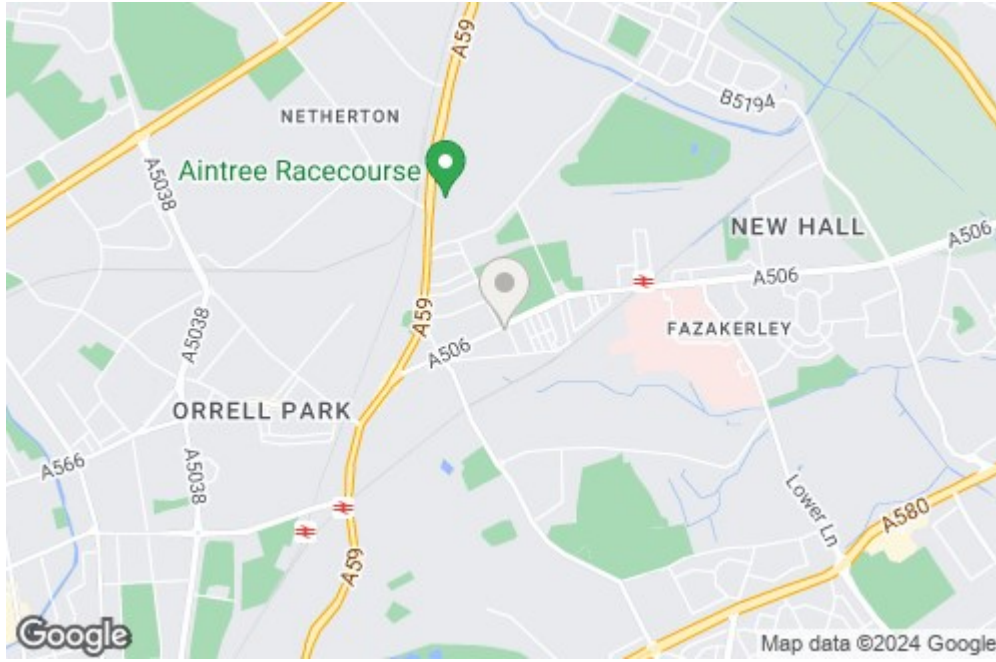 A59
B5194
NETHERTON
A5038
Aintree Racecourse
NEW HALL
A506
A506
A59
FAZAKERLEY
A5038
A506
ORRELL PARK
A566
A5038
Lower Ln
A580
A59
Google
Map data ©2024 Google